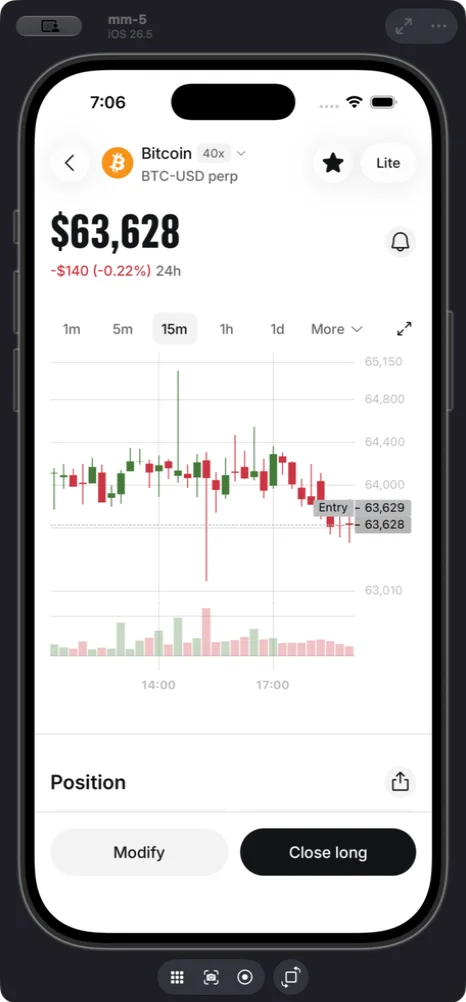 mm-5
iOS 26.5
7:06
Bitcoin 40x
BTC-USD perp
Lite
$63,628
-$140 (-0.22%) 24h
1m 5m 15m 1h 1d More
65,150
64,800
64,400
64,000
Entry 63,629
63,628
63,010
14:00 17:00
Position
Modify Close long